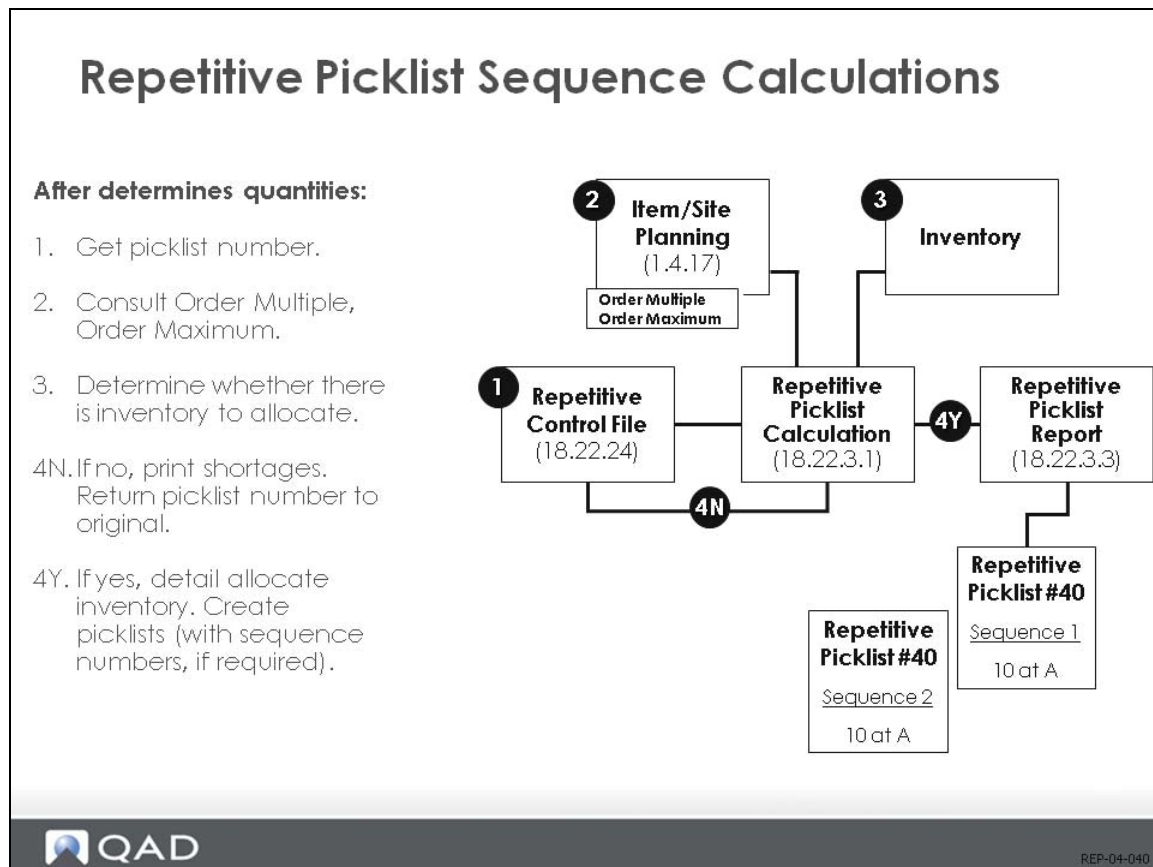 Repetitive Picklist Sequence Calculations
After determines quantities:
1. Get picklist number.
2. Consult Order Multiple,
Order Maximum.
3. Determine whether there
is inventory to allocate.
4N. If no, print shortages.
Return picklist number to
original.
4Y. If yes, detail allocate
inventory. Create
picklists (with sequence
numbers, if required).
2
Item/Site
Planning
(1.4.17)
Order Multiple
Order Maximum
3
Inventory
1
Repetitive
Control File
(18.22.24)
Repetitive
Picklist
Calculation
(18.22.3.1)
4Y
Repetitive
Picklist
Report
(18.22.3.3)
4N
Repetitive
Picklist #40
Sequence 1
10 at A
Repetitive
Picklist #40
Sequence 2
10 at A
QAD
REP-04-040